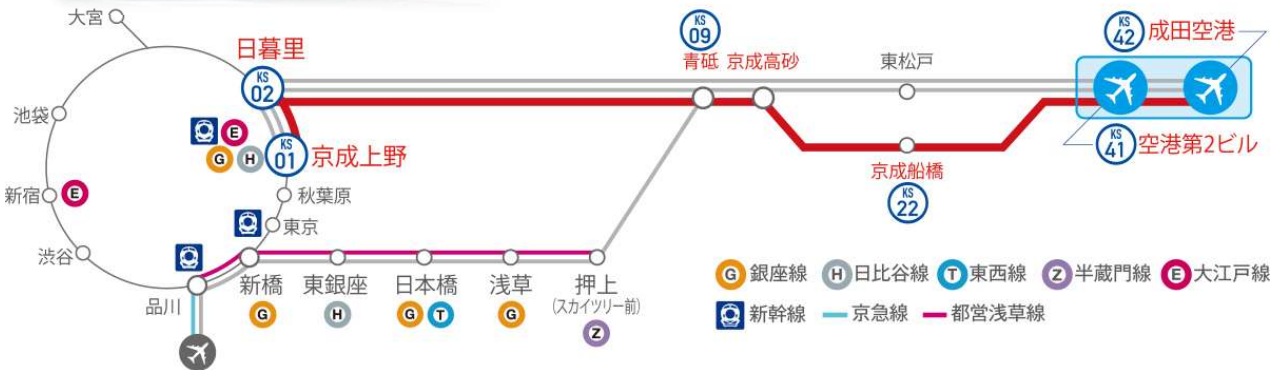 大宮
日暮里
KS
02
池袋
E
G
H
KS
01
京成上野
新宿
E
秋葉原
東京
渋谷
品川
KS
09
青砥
京成高砂
東松戸
KS
42
成田空港
KS
41
空港第2ビル
京成船橋
KS
22
新橋
G
東銀座
H
日本橋
G T
浅草
G
押上
(スカイツリー前)
Z
G 銀座線 H 日比谷線 T 東西線 Z 半蔵門線 E 大江戸線
新幹線 京急線 都営浅草線